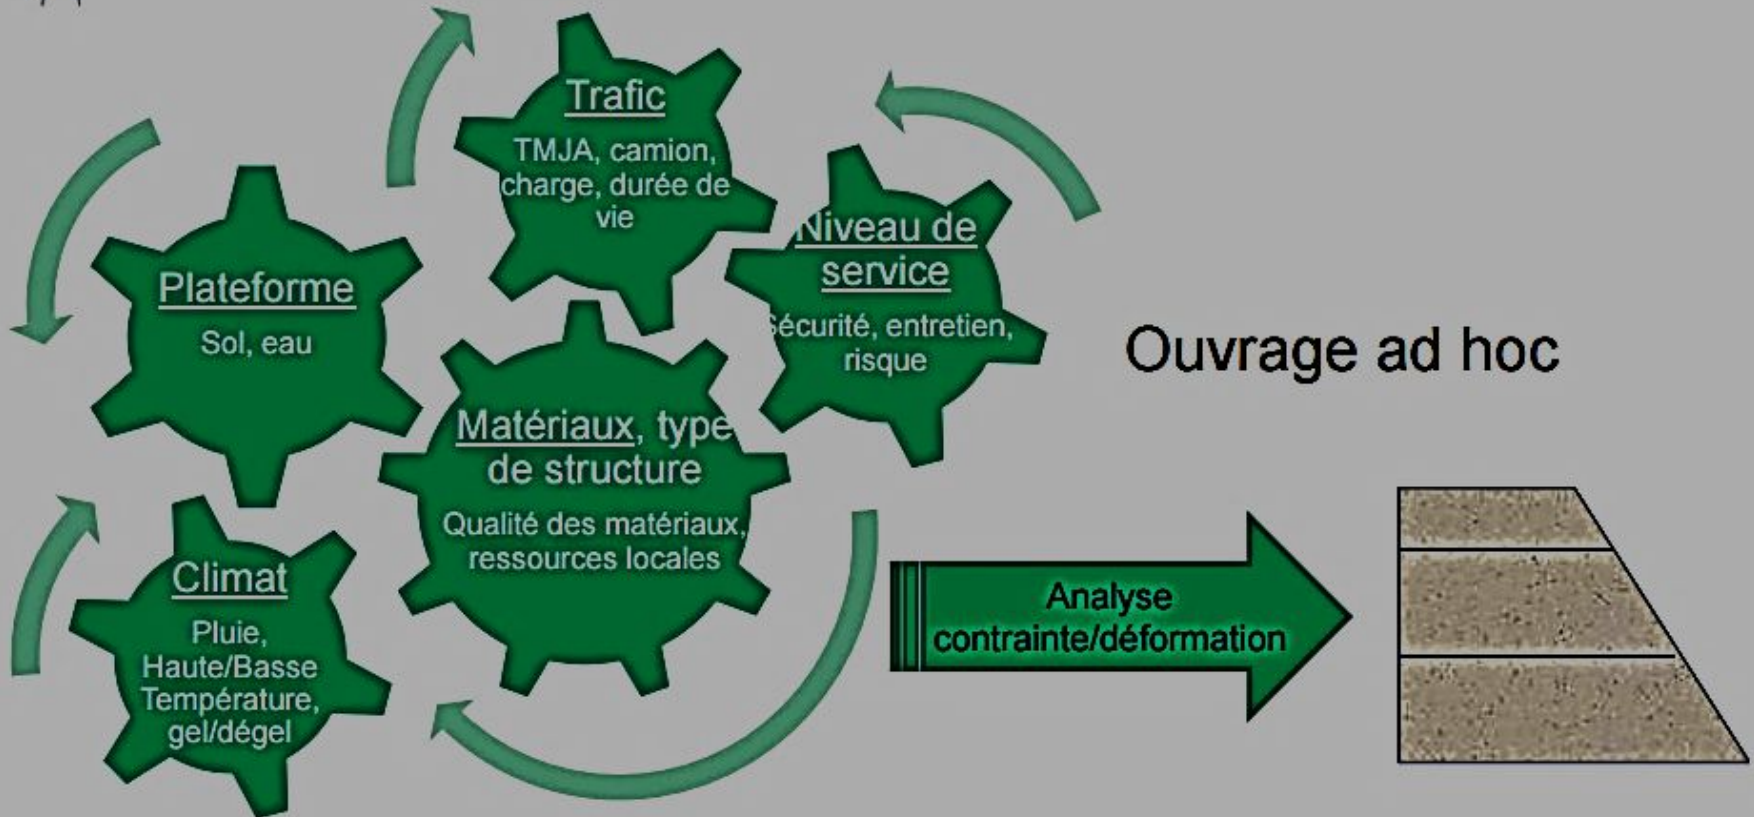 Trafic
TMJA, camion,
charge, durée de
vie
Niveau de
service
Sécurité, entretien,
risque
Plateforme
Sol, eau
Matériaux, type
de structure
Qualité des matériaux,
ressources locales
Climat
Pluie,
Haute/Basse
Température,
gel/dégel
Ouvrage ad hoc
Analyse
contrainte/déformation